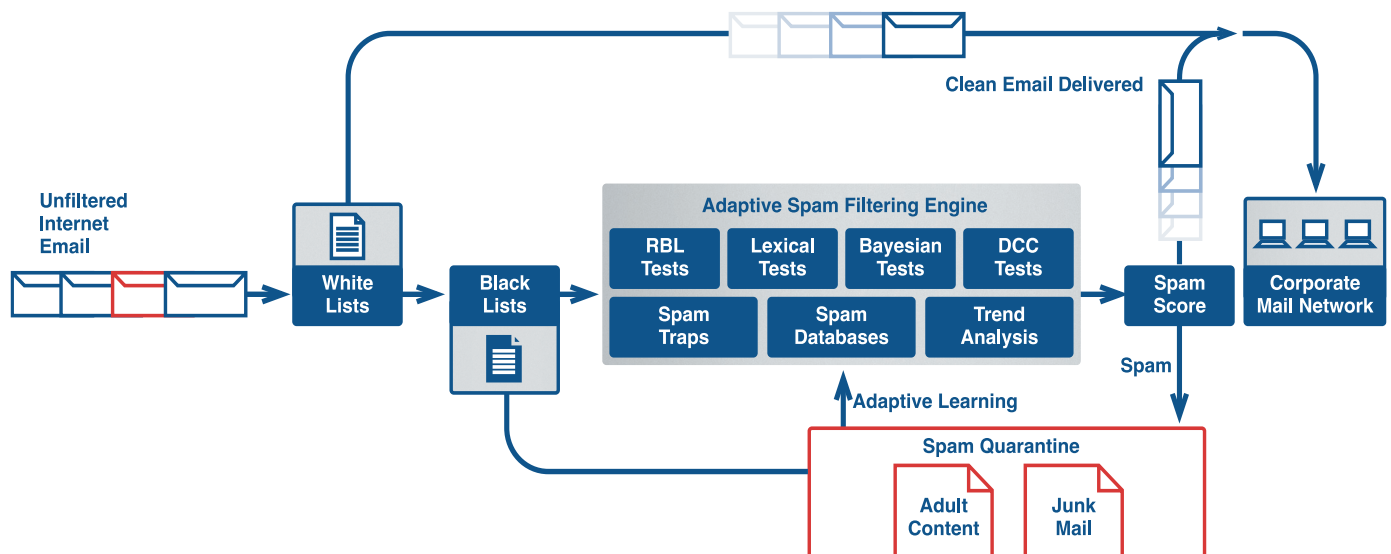 Clean Email Delivered
Unfiltered
Internet
Email
White
Lists
Black
Lists
Adaptive Spam Filtering Engine
RBL
Tests
Lexical
Tests
Bayesian
Tests
DCC
Tests
Spam
Traps
Spam
Databases
Trend
Analysis
Spam
Score
Corporate
Mail Network
Spam
Adaptive Learning
Spam Quarantine
Adult
Content
Junk
Mail